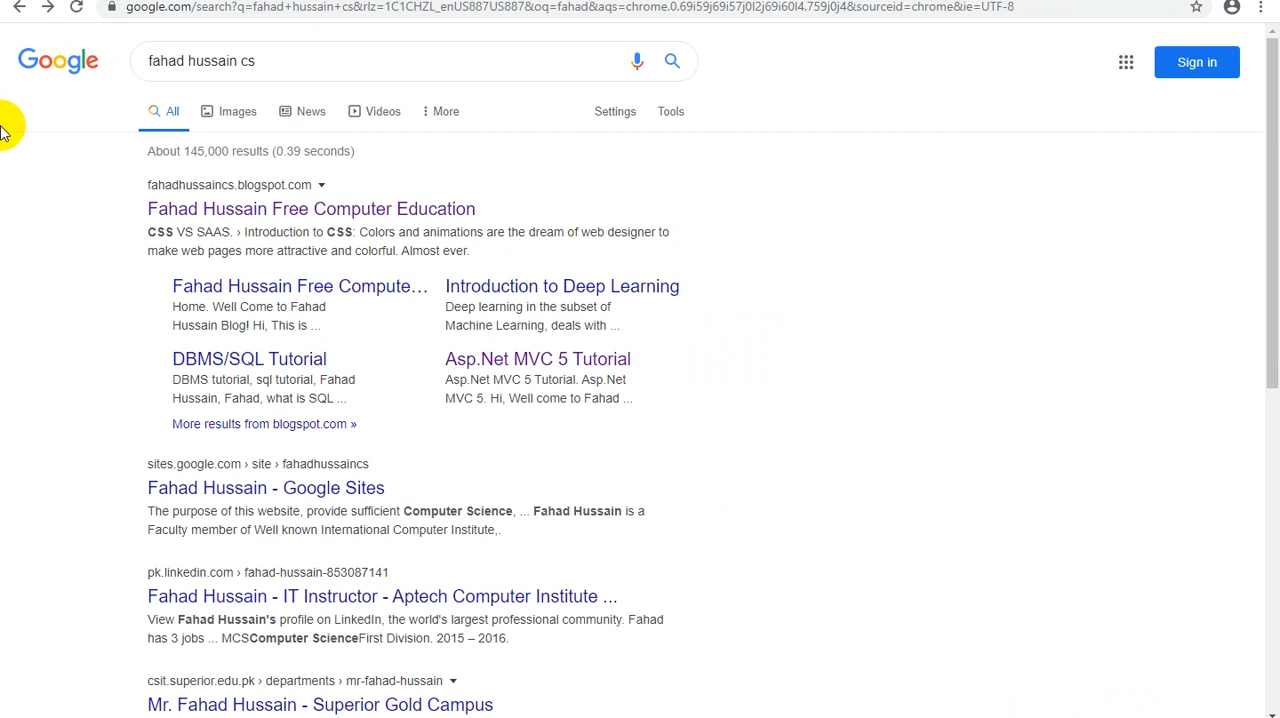 google.com/search?q=fahad+hussain+cs&rlz=1C1CHZL_enUS887US887&oq=fahad&aqs=chrome.0.69i59j69i57j0l2j69i60l4.759j0j4&sourceid=chrome&ie=UTF-8
Google
fahad hussain cs
Sign in
All Images News Videos More Settings Tools
About 145,000 results (0.39 seconds)
fahadhussaincs.blogspot.com
Fahad Hussain Free Computer Education
CSS VS SAAS. › Introduction to CSS: Colors and animations are the dream of web designer to
make web pages more attractive and colorful. Almost ever.
Fahad Hussain Free Compute...
Home. Well Come to Fahad
Hussain Blog! Hi, This is ...
Introduction to Deep Learning
Deep learning in the subset of
Machine Learning, deals with ...
DBMS/SQL Tutorial
DBMS tutorial, sql tutorial, Fahad
Hussain, Fahad, what is SQL ...
Asp.Net MVC 5 Tutorial
Asp.Net MVC 5 Tutorial. Asp.Net
MVC 5. Hi, Well come to Fahad ...
More results from blogspot.com »
sites.google.com › site › fahadhussaincs
Fahad Hussain - Google Sites
The purpose of this website, provide sufficient Computer Science, ... Fahad Hussain is a
Faculty member of Well known International Computer Institute,.
pk.linkedin.com › fahad-hussain-853087141
Fahad Hussain - IT Instructor - Aptech Computer Institute ...
View Fahad Hussain's profile on LinkedIn, the world's largest professional community. Fahad
has 3 jobs ... MCSComputer ScienceFirst Division. 2015 – 2016.
csit.superior.edu.pk › departments › mr-fahad-hussain
Mr. Fahad Hussain - Superior Gold Campus